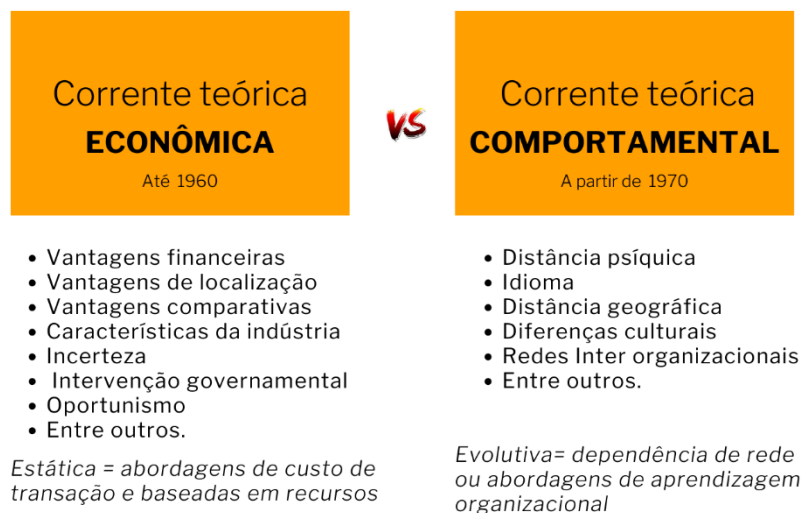 Corrente teórica
ECONÔMICA
Até 1960
VS
Corrente teórica
COMPORTAMENTAL
A partir de 1970
• Vantagens financeiras
• Vantagens de localização
• Vantagens comparativas
• Características da indústria
• Incerteza
• Intervenção governamental
• Oportunismo
• Entre outros.
Estática = abordagens de custo de
transação e baseadas em recursos
• Distância psíquica
• Idioma
• Distância geográfica
• Diferenças culturais
• Redes Inter organizacionais
• Entre outros.
Evolutiva= dependência de rede
ou abordagens de aprendizagem
organizacional